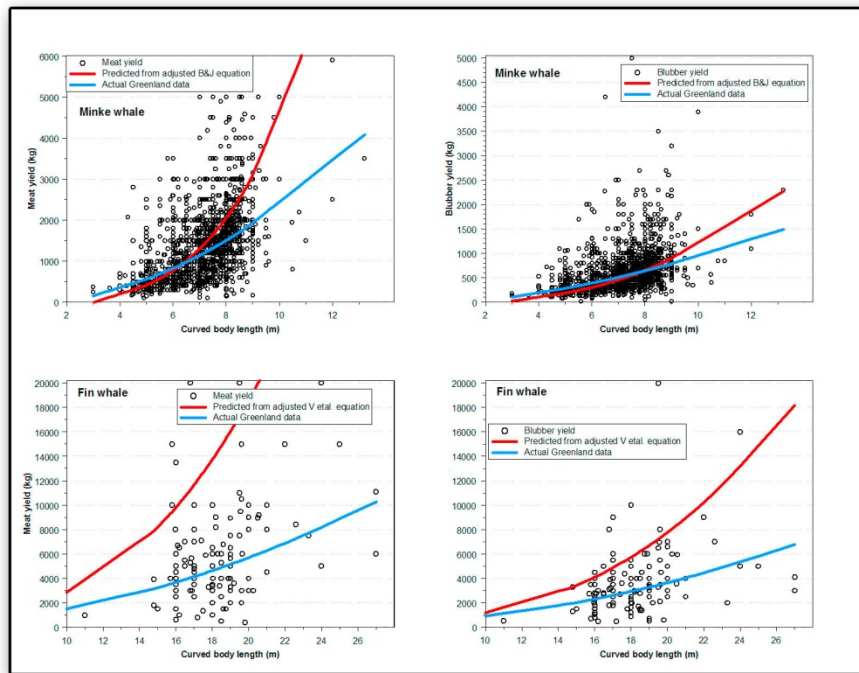 Minke whale
Meat yield
Predicted from adjusted B&J equation
Actual Greenland data
Meat yield (kg)
6000
5000
4000
3000
2000
1000
0
2 4 6 8 10 12
Curved body length (m)
Minke whale
Blubber yield
Predicted from adjusted B&J equation
Actual Greenland data
Blubber yield (kg)
5000
4500
4000
3500
3000
2500
2000
1500
1000
500
0
2 4 6 8 10 12
Curved body length (m)
Fin whale
Meat yield
Predicted from adjusted V etal. equation
Actual Greenland data
Meat yield (kg)
20000
18000
16000
14000
12000
10000
8000
6000
4000
2000
0
10 12 14 16 18 20 22 24 26
Curved body length (m)
Fin whale
Blubber yield
Predicted from adjusted V etal. equation
Actual Greenland data
Blubber yield (kg)
20000
18000
16000
14000
12000
10000
8000
6000
4000
2000
0
10 12 14 16 18 20 22 24 26
Curved body length (m)